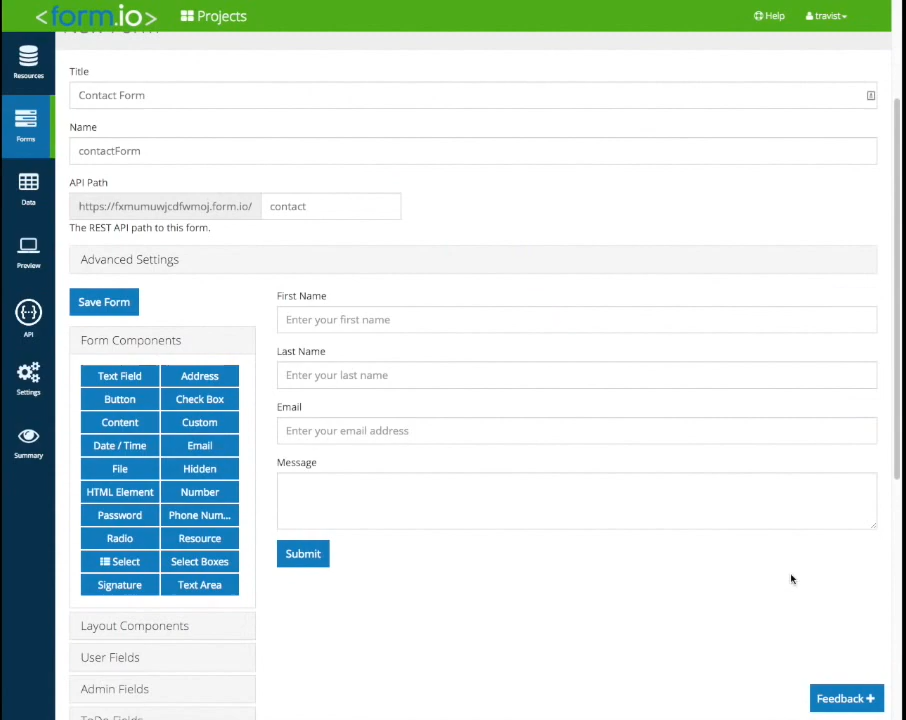 <form.io>
Projects
Help
travist
New Form
Resources
Forms
Data
Preview
API
Settings
Summary
Title
Contact Form
Name
contactForm
API Path
https://fxmumuwjcdfwmoj.form.io/
contact
The REST API path to this form.
Advanced Settings
Save Form
Form Components
Text Field
Address
Button
Check Box
Content
Custom
Date / Time
Email
File
Hidden
HTML Element
Number
Password
Phone Num...
Radio
Resource
Select
Select Boxes
Signature
Text Area
Layout Components
User Fields
Admin Fields
ToDo Fields
First Name
Enter your first name
Last Name
Enter your last name
Email
Enter your email address
Message
Submit
Feedback +